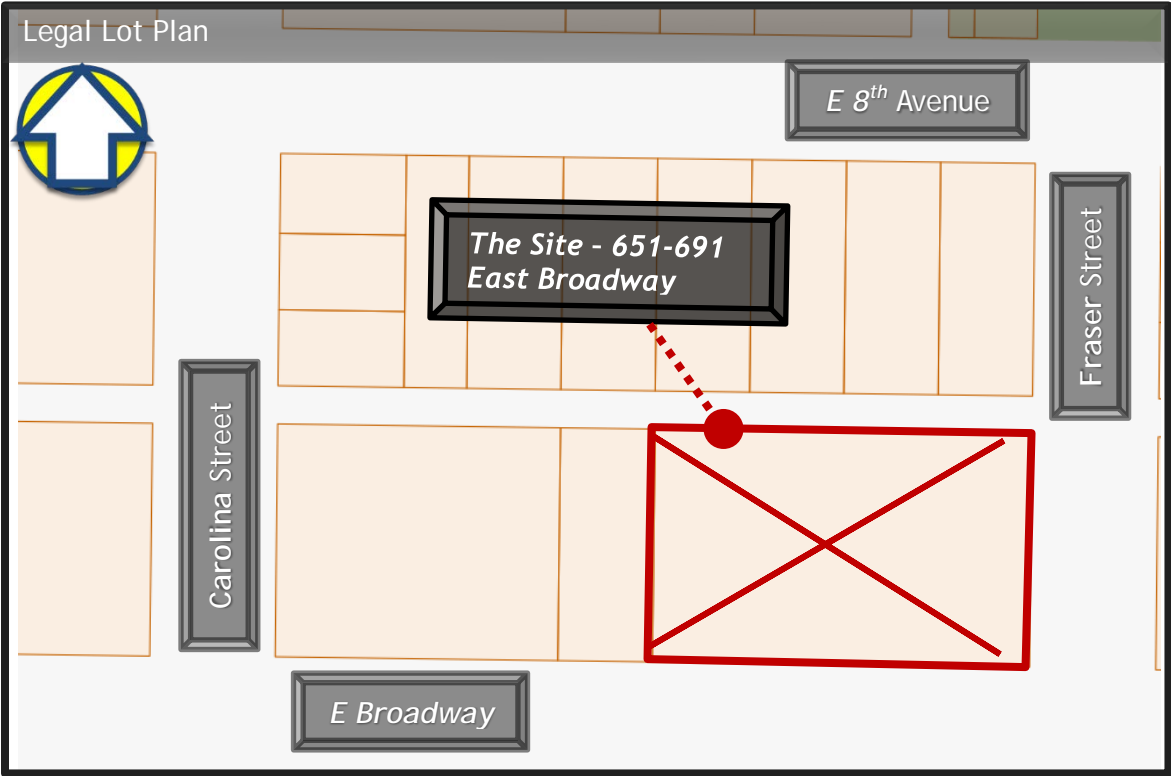 Legal Lot Plan
E 8th Avenue
The Site - 651-691
East Broadway
Fraser Street
Carolina Street
E Broadway